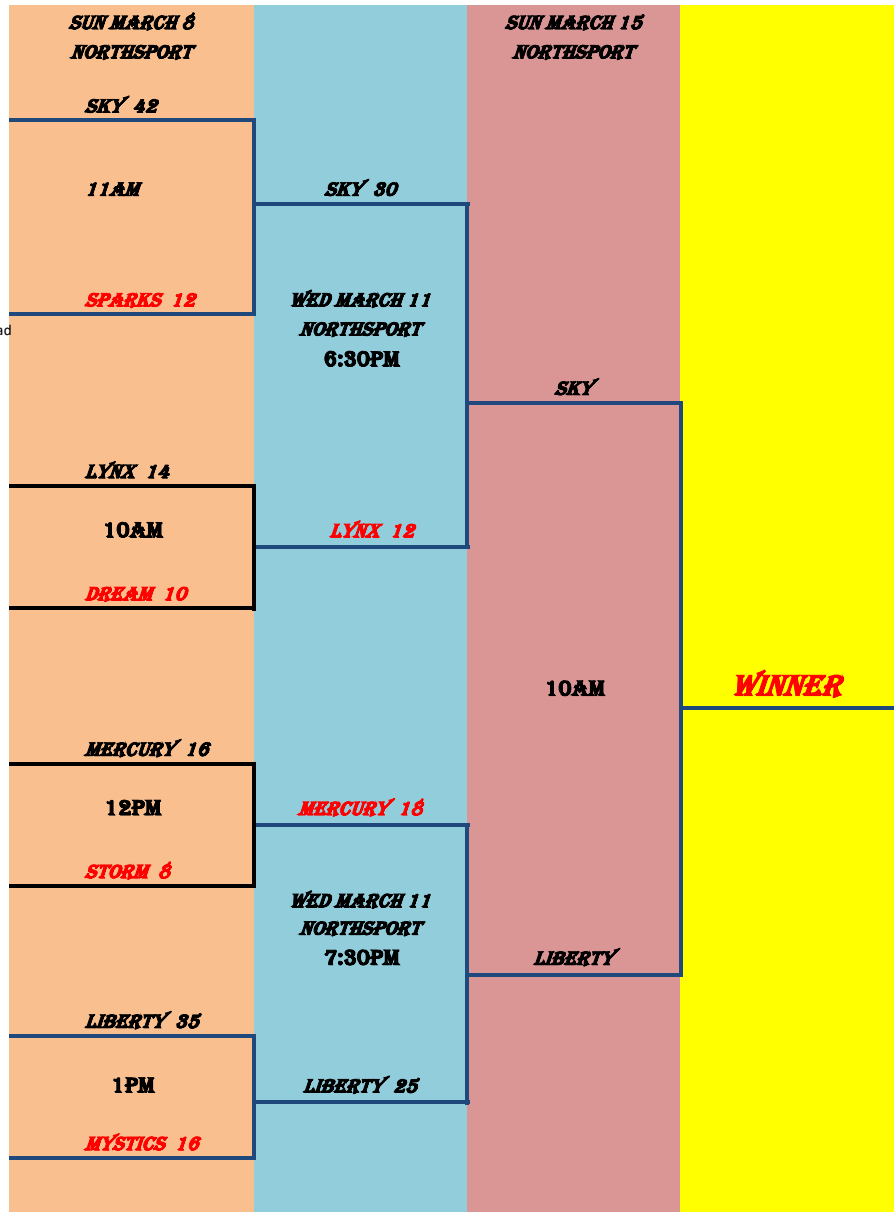 SUN MARCH 8
NORTHSPORT
SUN MARCH 15
NORTHSPORT
SKY 42
11AM
SKY 30
SPARKS 12
WED MARCH 11
NORTHSPORT
6:30PM
ad
SKY
LYNX 14
10AM
LYNX 12
DREAM 10
10AM
WINNER
MERCURY 16
12PM
MERCURY 18
STORM 8
WED MARCH 11
NORTHSPORT
7:30PM
LIBERTY
LIBERTY 35
1PM
LIBERTY 25
MYSTICS 16